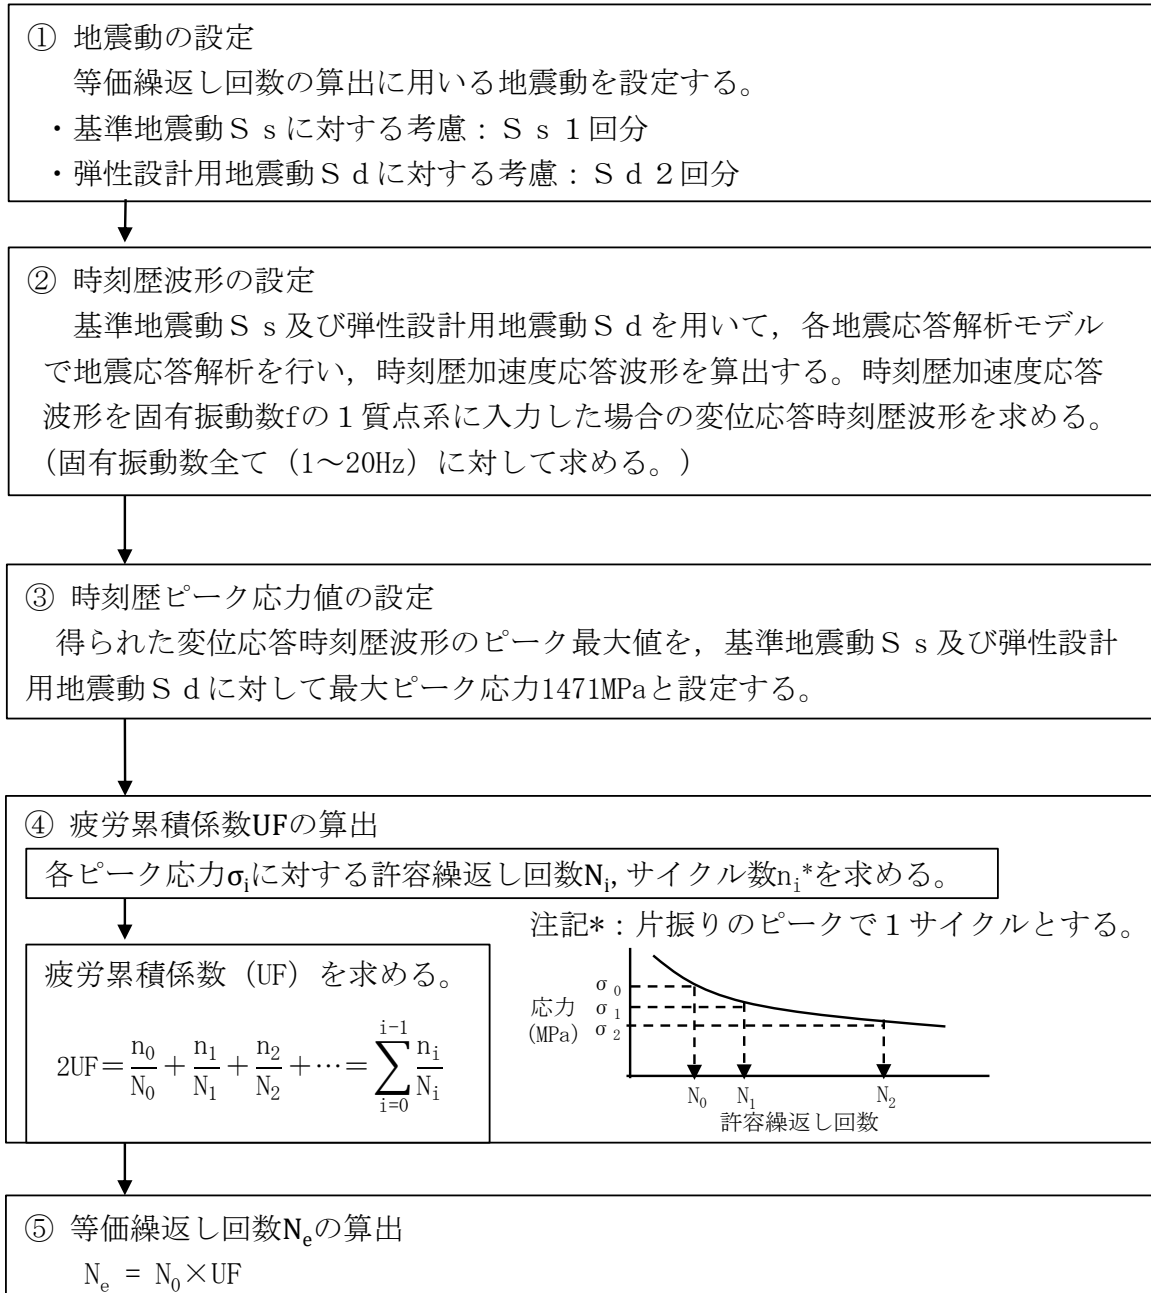 ① 地震動の設定
等価繰返し回数の算出に用いる地震動を設定する。
・基準地震動Ｓｓに対する考慮：Ｓｓ１回分
・弾性設計用地震動Ｓｄに対する考慮：Ｓｄ２回分
② 時刻歴波形の設定
基準地震動Ｓｓ及び弾性設計用地震動Ｓｄを用いて，各地震応答解析モデル
で地震応答解析を行い，時刻歴加速度応答波形を算出する。時刻歴加速度応答
波形を固有振動数fの１質点系に入力した場合の変位応答時刻歴波形を求める。
（固有振動数全て（1～20Hz）に対して求める。）
③ 時刻歴ピーク応力値の設定
得られた変位応答時刻歴波形のピーク最大値を，基準地震動Ｓｓ及び弾性設計
用地震動Ｓｄに対して最大ピーク応力1471MPaと設定する。
④ 疲労累積係数UFの算出
各ピーク応力σiに対する許容繰返し回数Ni,サイクル数ni*を求める。
注記*：片振りのピークで１サイクルとする。
疲労累積係数（UF）を求める。
2UF＝n0/N0＋n1/N1＋n2/N2＋⋯＝∑_{i=0}^{i−1} ni/Ni
応力
(MPa)
σ0
σ1
σ2
N0 N1 N2
許容繰返し回数
⑤ 等価繰返し回数Neの算出
Ne = N0×UF